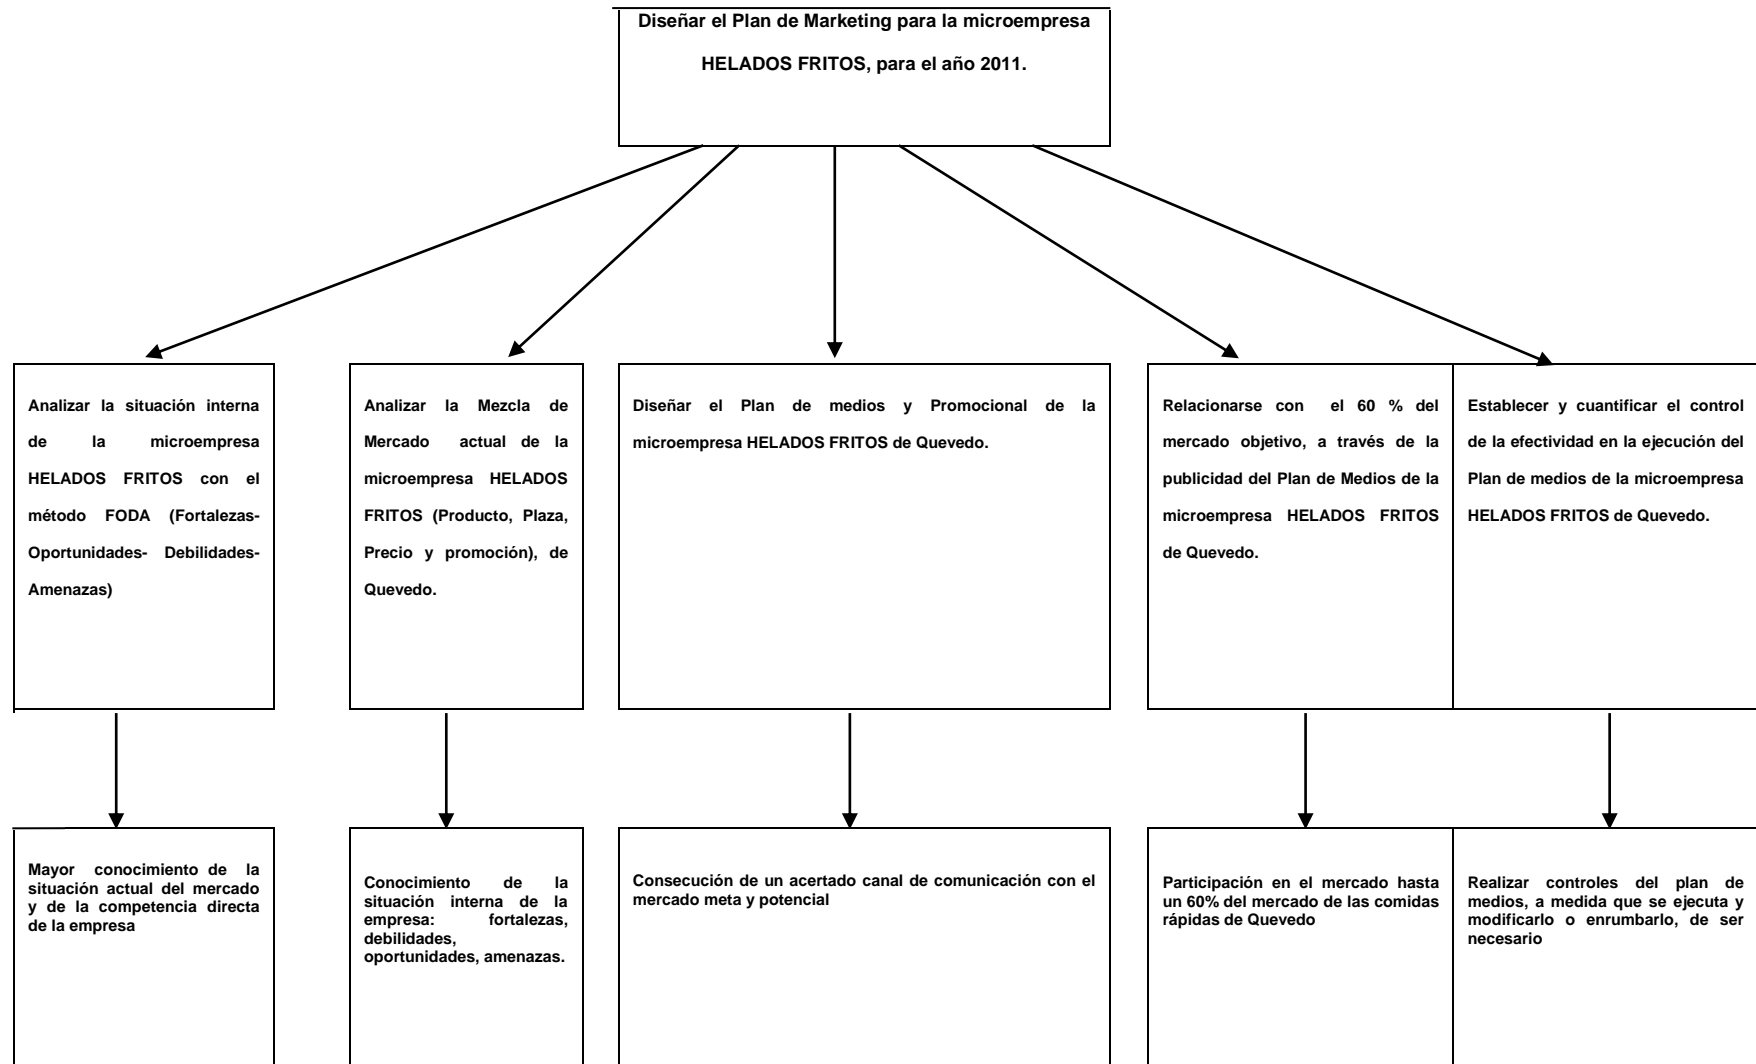 Diseñar el Plan de Marketing para la microempresa
HELADOS FRITOS, para el año 2011.
Analizar la situación interna
de la microempresa
HELADOS FRITOS con el
método FODA (Fortalezas-
Oportunidades- Debilidades-
Amenazas)
Analizar la Mezcla de
Mercado actual de la
microempresa HELADOS
FRITOS (Producto, Plaza,
Precio y promoción), de
Quevedo.
Diseñar el Plan de medios y Promocional de la
microempresa HELADOS FRITOS de Quevedo.
Relacionarse con el 60 % del
mercado objetivo, a través de la
publicidad del Plan de Medios de la
microempresa HELADOS FRITOS
de Quevedo.
Establecer y cuantificar el control
de la efectividad en la ejecución del
Plan de medios de la microempresa
HELADOS FRITOS de Quevedo.
Mayor conocimiento de la
situación actual del mercado
y de la competencia directa
de la empresa
Conocimiento de la
situación interna de la
empresa: fortalezas,
debilidades,
oportunidades, amenazas.
Consecución de un acertado canal de comunicación con el
mercado meta y potencial
Participación en el mercado hasta
un 60% del mercado de las comidas
rápidas de Quevedo
Realizar controles del plan de
medios, a medida que se ejecuta y
modificarlo o enrumbarlo, de ser
necesario